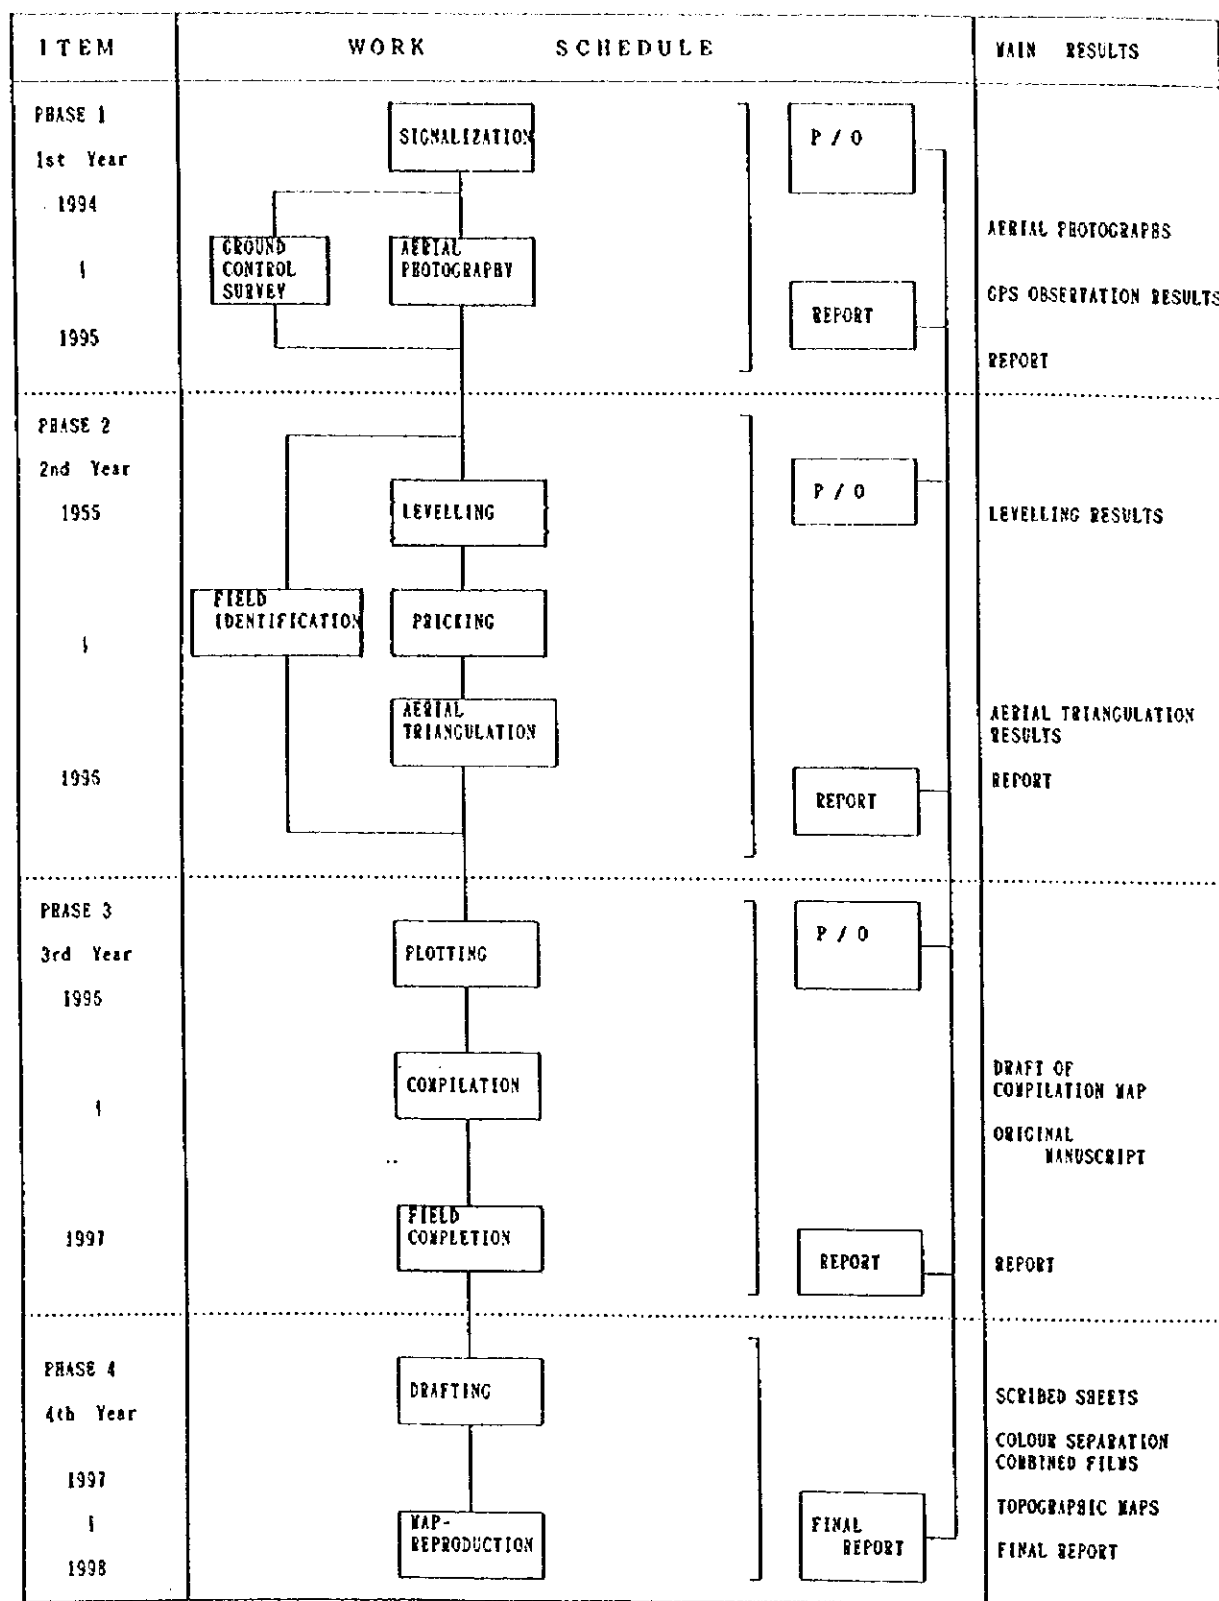 ITEM
WORK SCHEDULE
MAIN RESULTS
PHASE 1
1st Year
1994
1995
SIGNALIZATION
GROUND
CONTROL
SURVEY
AERIAL
PHOTOGRAPHY
P / O
REPORT
AERIAL PHOTOGRAPHS
GPS OBSERVATION RESULTS
REPORT
PHASE 2
2nd Year
1955
1996
LEVELLING
FIELD
IDENTIFICATION
PRICKING
AERIAL
TRIANGULATION
P / O
REPORT
LEVELLING RESULTS
AERIAL TRIANGULATION
RESULTS
REPORT
PHASE 3
3rd Year
1996
1997
PLOTTING
COMPILATION
FIELD
COMPLETION
P / O
REPORT
DRAFT OF
COMPILATION MAP
ORIGINAL
MANUSCRIPT
REPORT
PHASE 4
4th Year
1997
1998
DRAFTING
MAP-
REPRODUCTION
FINAL
REPORT
SCRIBED SHEETS
COLOUR SEPARATION
COMBINED FILMS
TOPOGRAPHIC MAPS
FINAL REPORT